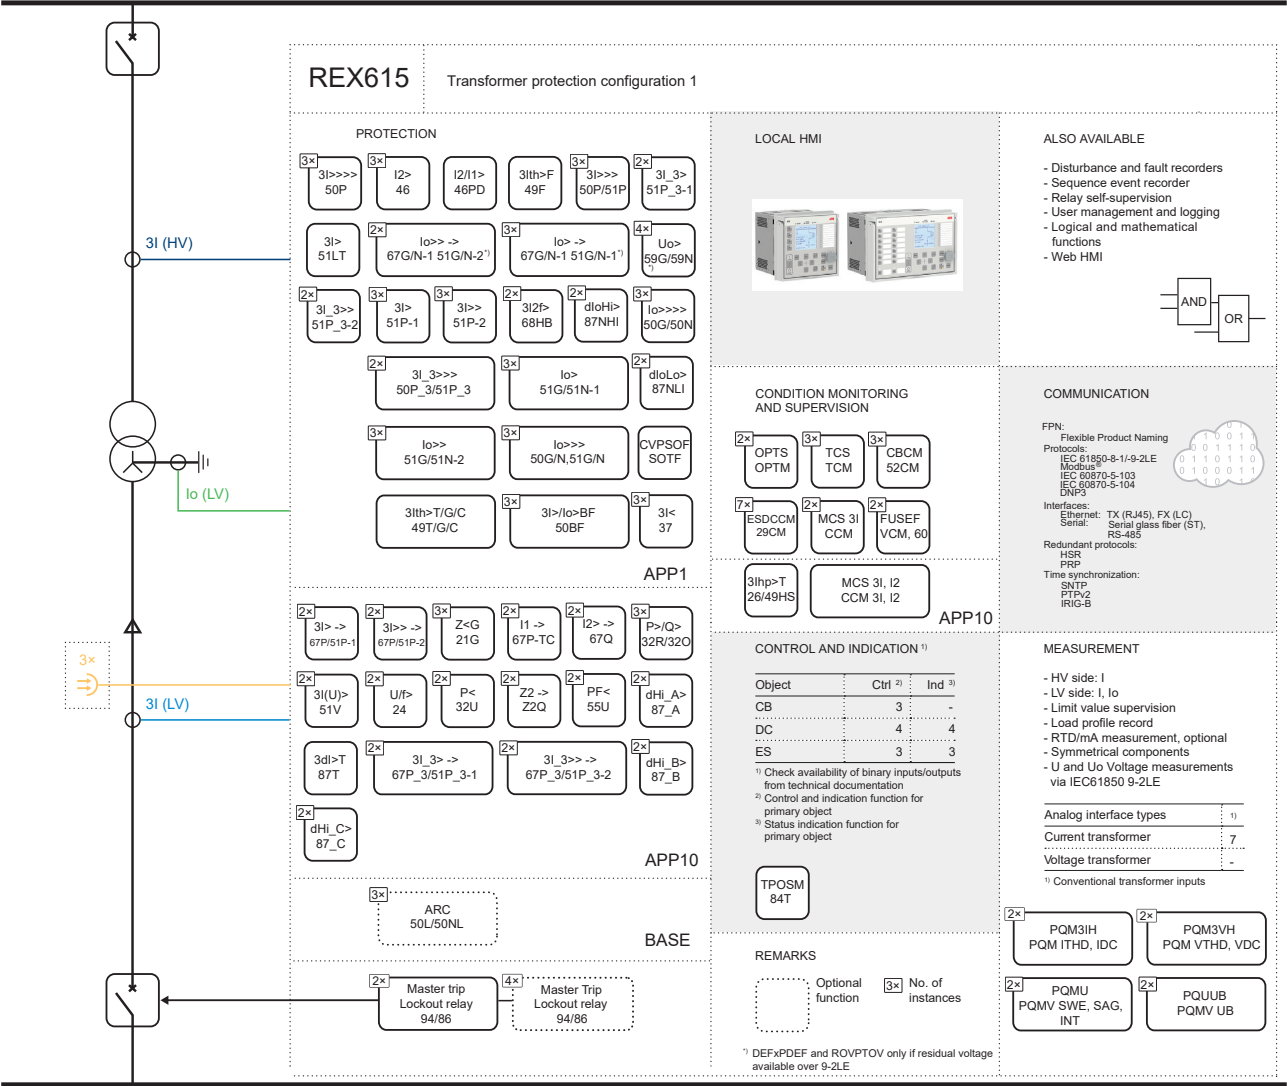 REX615
Transformer protection configuration 1
PROTECTION
3×
3I>>>>
50P
3×
I2>
46
I2/I1>
46PD
3Ith>F
49F
3×
3I>>>
50P/51P
2×
3I_3>
51P_3-1
3I>
51LT
2×
Io>> ->
67G/N-1 51G/N-2*)
Io> ->
67G/N-1 51G/N-1*)
4×
Uo>
59G/59N
*)
2×
3I_3>>
51P_3-2
3×
3I>
51P-1
3×
3I>>
51P-2
2×
3I2f>
68HB
2×
dIoHi>
87NHI
3×
Io>>>>
50G/50N
2×
3I_3>>>
50P_3/51P_3
3×
Io>
51G/51N-1
2×
dIoLo>
87NLI
3×
Io>>
51G/51N-2
3×
Io>>>
50G/N,51G/N
CVPSOF
SOTF
3Ith>T/G/C
49T/G/C
3×
3I>/Io>BF
50BF
3×
3I<
37
APP1
2×
3I> ->
67P/51P-1
2×
3I>> ->
67P/51P-2
3×
Z<G
21G
2×
I1 ->
67P-TC
2×
I2> ->
67Q
3×
P>/Q>
32R/32O
2×
3I(U)>
51V
2×
U/f>
24
2×
P<
32U
2×
Z2 ->
Z2Q
2×
PF<
55U
2×
dHi_A>
87_A
3dI>T
87T
2×
3I_3> ->
67P_3/51P_3-1
2×
3I_3>> ->
67P_3/51P_3-2
2×
dHi_B>
87_B
2×
dHi_C>
87_C
APP10
3×
ARC
50L/50NL
BASE
2×
Master trip
Lockout relay
94/86
4×
Master Trip
Lockout relay
94/86
3I (HV)
Io (LV)
3×
3I (LV)
LOCAL HMI
CONDITION MONITORING
AND SUPERVISION
2×
OPTS
OPTM
3×
TCS
TCM
3×
CBCM
52CM
7×
ESDCCM
29CM
2×
MCS 3I
CCM
2×
FUSEF
VCM, 60
3Ihp>T
26/49HS
MCS 3I, I2
CCM 3I, I2
APP10
CONTROL AND INDICATION 1)
Object Ctrl 2) Ind 3)
CB 3 -
DC 4 4
ES 3 3
1) Check availability of binary inputs/outputs
from technical documentation
2) Control and indication function for
primary object
3) Status indication function for
primary object
TPOSM
84T
REMARKS
Optional
function
3×
No. of
instances
*) DEFxPDEF and ROVPTOV only if residual voltage
available over 9-2LE
ALSO AVAILABLE
- Disturbance and fault recorders
- Sequence event recorder
- Relay self-supervision
- User management and logging
- Logical and mathematical
functions
- Web HMI
AND
OR
COMMUNICATION
FPN:
Flexible Product Naming
Protocols:
IEC 61850-8-1/-9-2LE
Modbus®
IEC 60870-5-103
IEC 60870-5-104
DNP3
Interfaces:
Ethernet: TX (RJ45), FX (LC)
Serial: Serial glass fiber (ST),
RS-485
Redundant protocols:
HSR
PRP
Time synchronization:
SNTP
PTPv2
IRIG-B
MEASUREMENT
- HV side: I
- LV side: I, Io
- Limit value supervision
- Load profile record
- RTD/mA measurement, optional
- Symmetrical components
- U and Uo Voltage measurements
via IEC61850 9-2LE
Analog interface types 1)
Current transformer 7
Voltage transformer -
1) Conventional transformer inputs
2×
PQM3IH
PQM ITHD, IDC
2×
PQM3VH
PQM VTHD, VDC
2×
PQMU
PQMV SWE, SAG,
INT
2×
PQUUB
PQMV UB